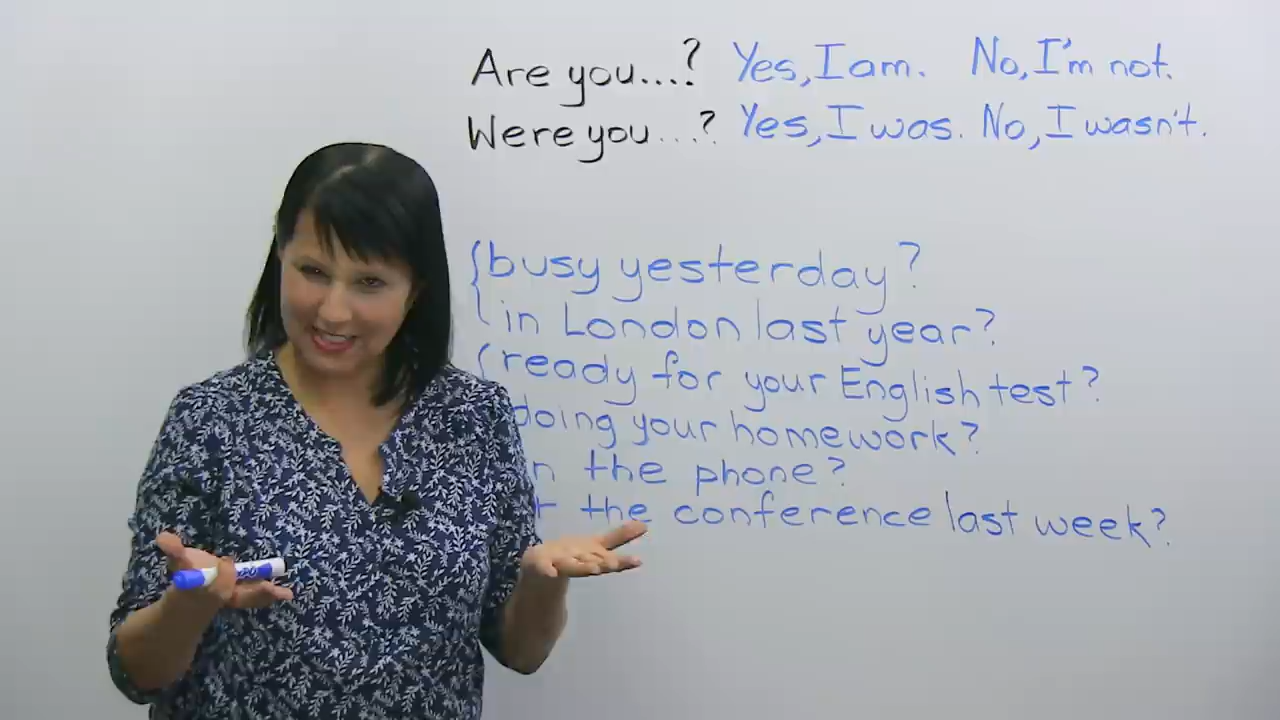 Are you...? Yes, I am. No, I'm not.
Were you...? Yes, I was. No, I wasn't.
busy yesterday?
in London last year?
ready for your English test?
doing your homework?
the phone?
the conference last week?